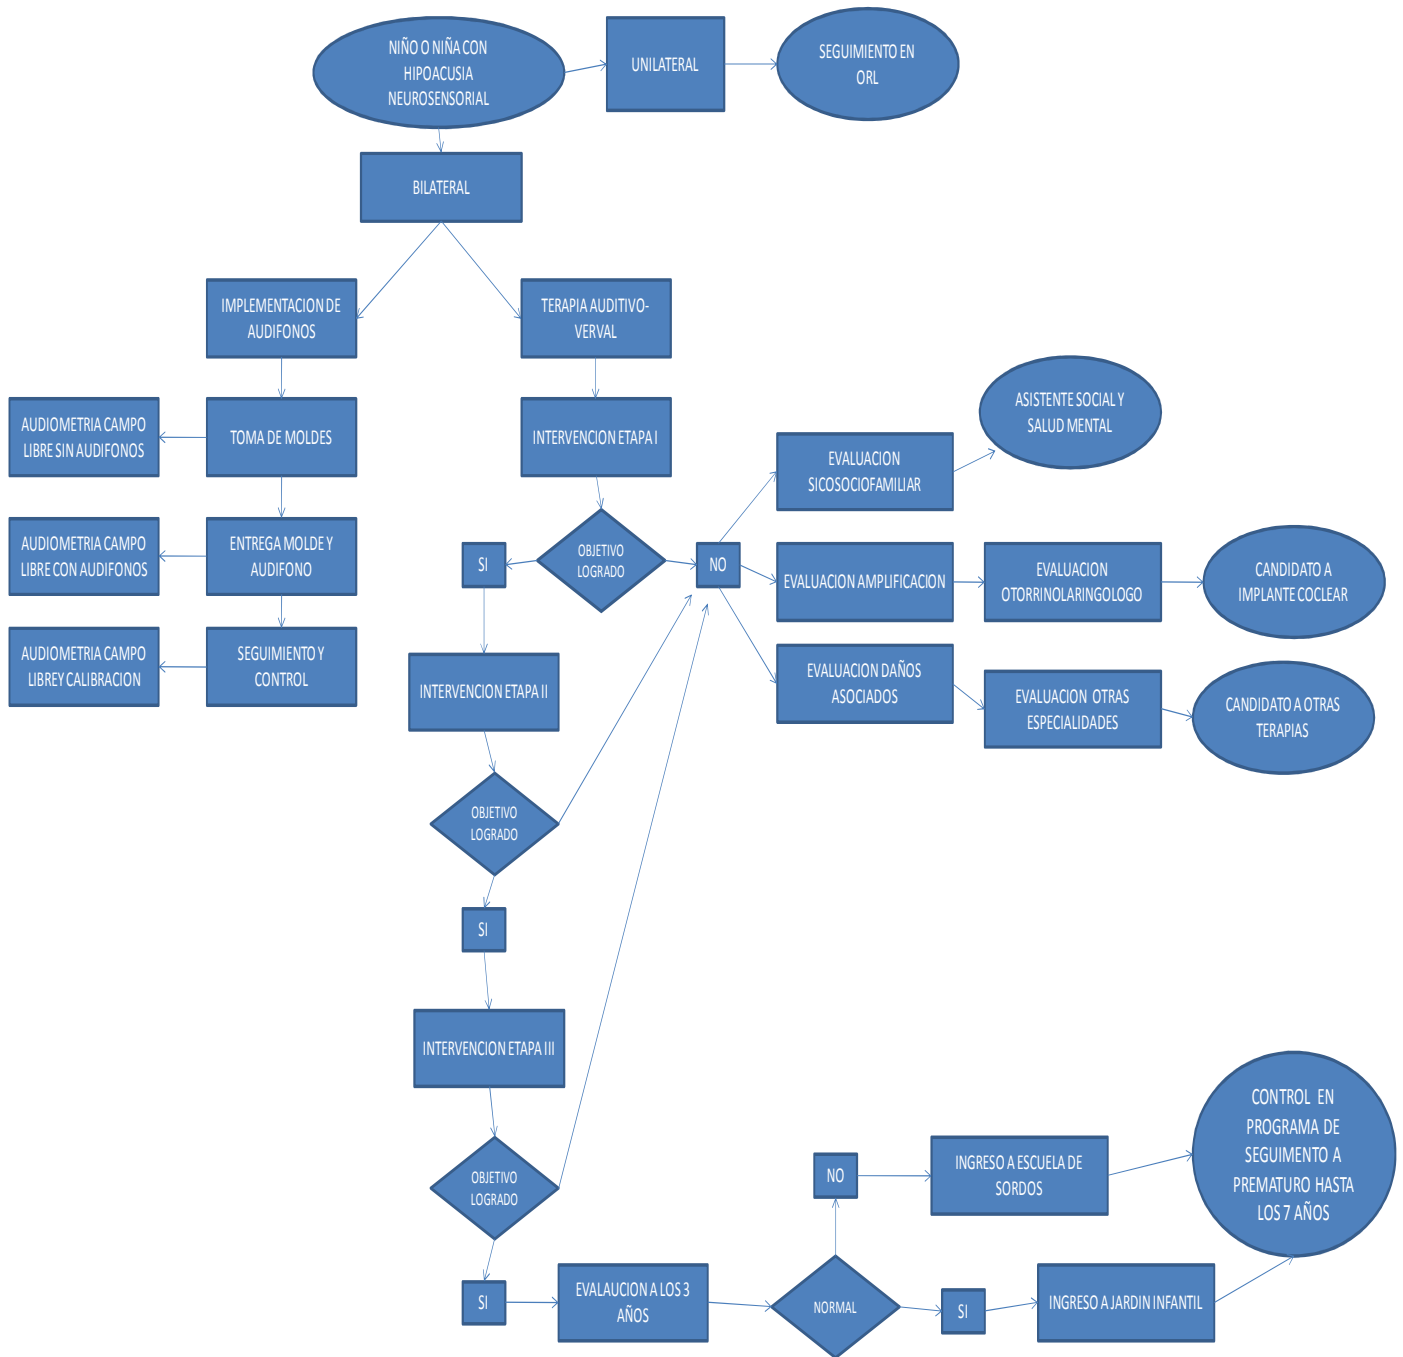 NIÑO O NIÑA CON
HIPOACUSIA
NEUROSENSORIAL
UNILATERAL
SEGUIMIENTO EN
ORL
BILATERAL
IMPLEMENTACION DE
AUDIFONOS
TERAPIA AUDITIVO-
VERVAL
AUDIOMETRIA CAMPO
LIBRE SIN AUDIFONOS
TOMA DE MOLDES
INTERVENCION ETAPA I
ASISTENTE SOCIAL Y
SALUD MENTAL
EVALUACION
SICOSOCIOFAMILIAR
AUDIOMETRIA CAMPO
LIBRE CON AUDIFONOS
ENTREGA MOLDE Y
AUDIFONO
SI
OBJETIVO
LOGRADO
NO
EVALUACION AMPLIFICACION
EVALUACION
OTORRINOLARINGOLOGO
CANDIDATO A
IMPLANTE COCLEAR
AUDIOMETRIA CAMPO
LIBREY CALIBRACION
SEGUIMIENTO Y
CONTROL
INTERVENCION ETAPA II
EVALUACION DAÑOS
ASOCIADOS
EVALUACION OTRAS
ESPECIALIDADES
CANDIDATO A OTRAS
TERAPIAS
OBJETIVO
LOGRADO
SI
INTERVENCION ETAPA III
OBJETIVO
LOGRADO
NO
INGRESO A ESCUELA DE
SORDOS
CONTROL EN
PROGRAMA DE
SEGUIMENTO A
PREMATURO HASTA
LOS 7 AÑOS
SI
EVALAUCION A LOS 3
AÑOS
NORMAL
SI
INGRESO A JARDIN INFANTIL